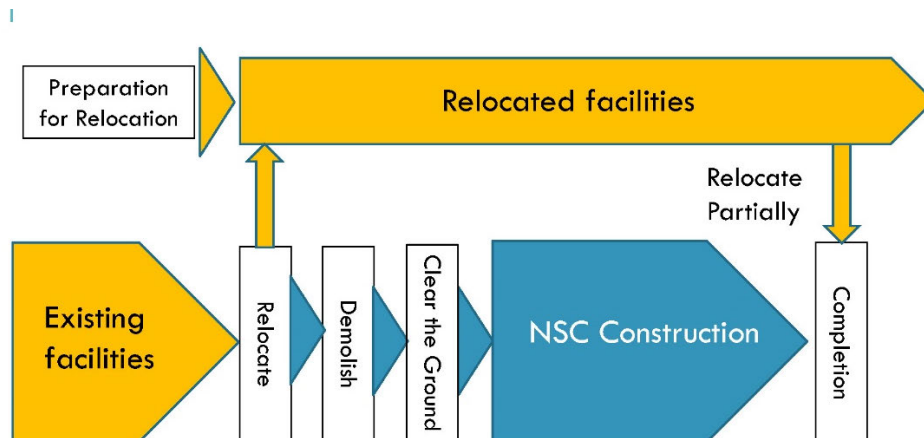 Preparation
for Relocation
Relocated facilities
Relocate
Partially
Existing
facilities
Relocate
Demolish
Clear the Ground
NSC Construction
Completion